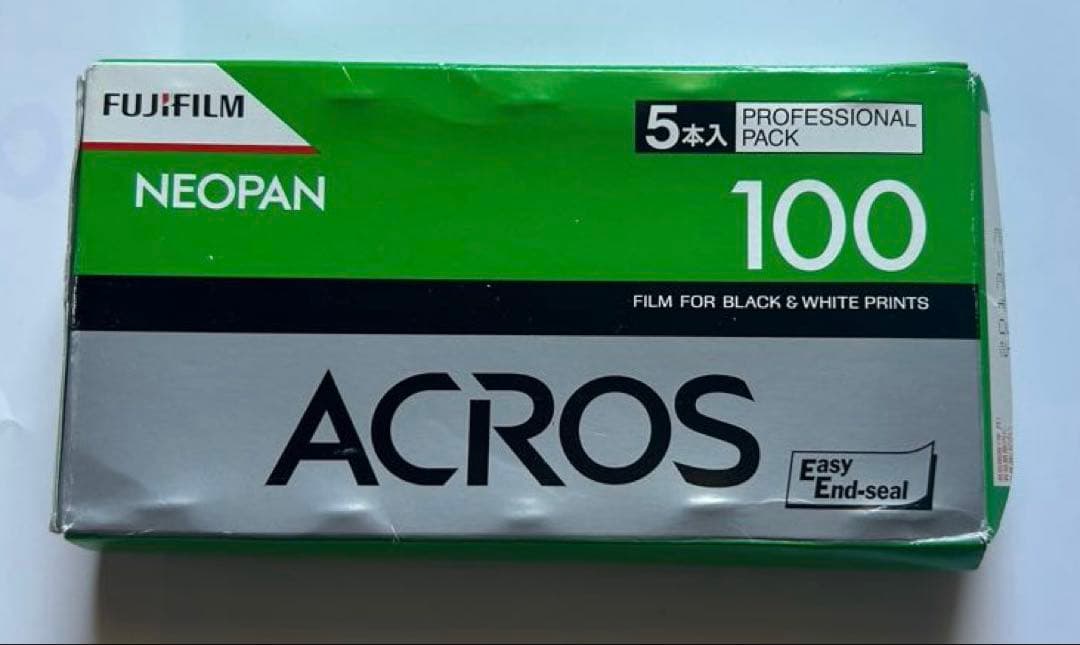 FUJIFILM
5本入 PROFESSIONAL PACK
NEOPAN
100
FILM FOR BLACK & WHITE PRINTS
ACROS
Easy
End-seal